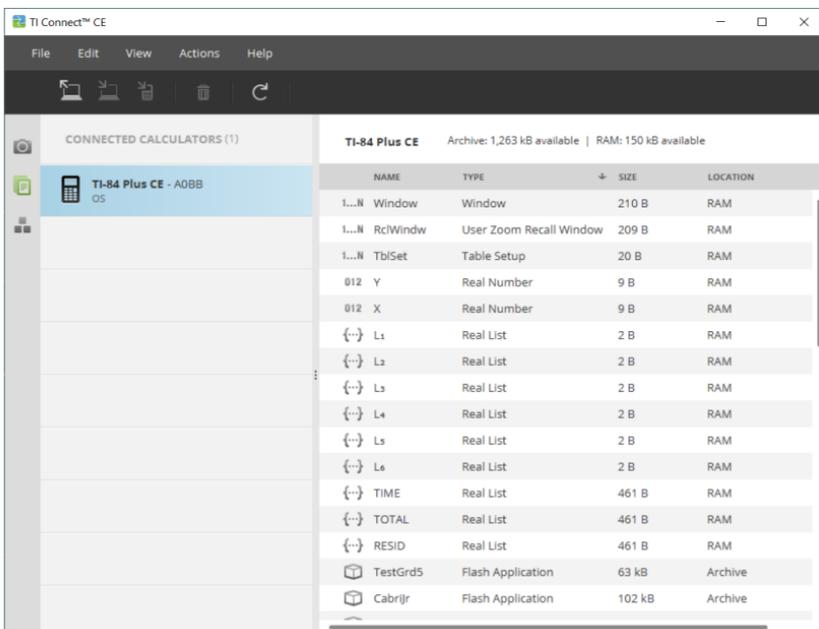 TI Connect™ CE
File Edit View Actions Help
CONNECTED CALCULATORS (1)
TI-84 Plus CE - A0BB
OS
TI-84 Plus CE Archive: 1,263 kB available | RAM: 150 kB available
NAME TYPE SIZE LOCATION
1...N Window Window 210 B RAM
1...N RclWindw User Zoom Recall Window 209 B RAM
1...N TblSet Table Setup 20 B RAM
012 Y Real Number 9 B RAM
012 X Real Number 9 B RAM
{...} L₁ Real List 2 B RAM
{...} L₂ Real List 2 B RAM
{...} L₃ Real List 2 B RAM
{...} L₄ Real List 2 B RAM
{...} L₅ Real List 2 B RAM
{...} L₆ Real List 2 B RAM
{...} TIME Real List 461 B RAM
{...} TOTAL Real List 461 B RAM
{...} RESID Real List 461 B RAM
TestGrd5 Flash Application 63 kB Archive
CabriJr Flash Application 102 kB Archive